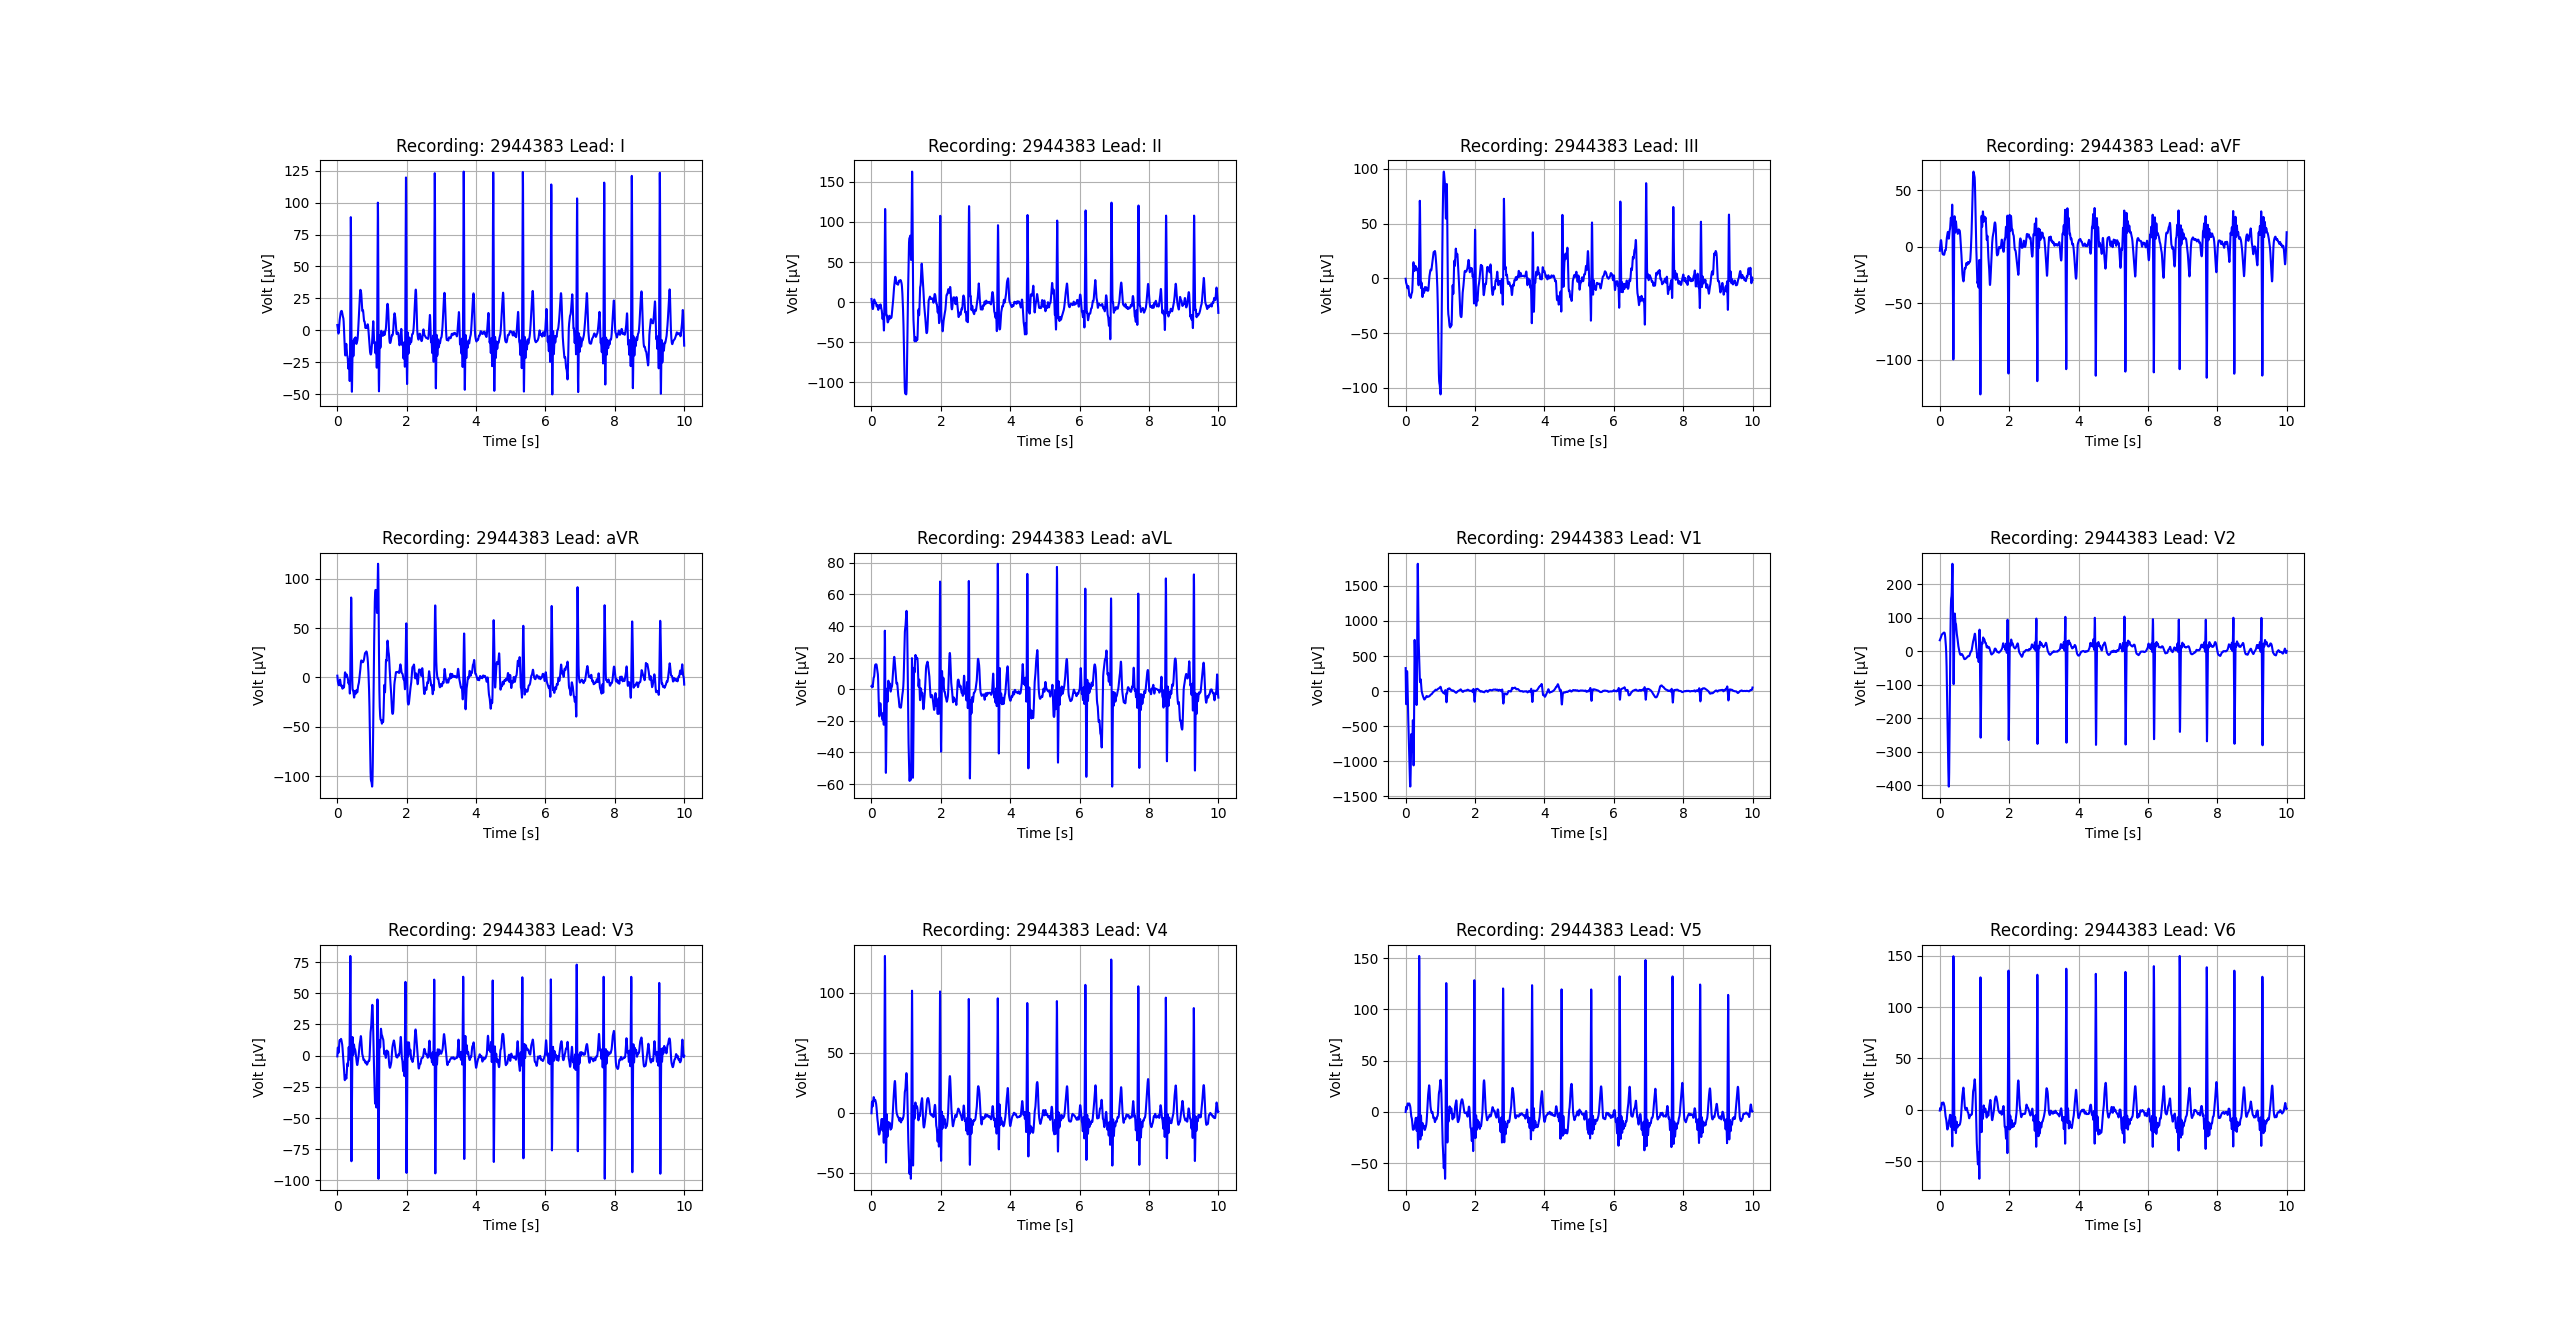 Recording: 2944383 Lead: I
Volt [µV]
125
100
75
50
25
0
−25
−50
0 2 4 6 8 10
Time [s]
Recording: 2944383 Lead: II
Volt [µV]
150
100
50
0
−50
−100
0 2 4 6 8 10
Time [s]
Recording: 2944383 Lead: III
Volt [µV]
100
50
0
−50
−100
0 2 4 6 8 10
Time [s]
Recording: 2944383 Lead: aVF
Volt [µV]
50
0
−50
−100
0 2 4 6 8 10
Time [s]
Recording: 2944383 Lead: aVR
Volt [µV]
100
50
0
−50
−100
0 2 4 6 8 10
Time [s]
Recording: 2944383 Lead: aVL
Volt [µV]
80
60
40
20
0
−20
−40
−60
0 2 4 6 8 10
Time [s]
Recording: 2944383 Lead: V1
Volt [µV]
1500
1000
500
0
−500
−1000
−1500
0 2 4 6 8 10
Time [s]
Recording: 2944383 Lead: V2
Volt [µV]
200
100
0
−100
−200
−300
−400
0 2 4 6 8 10
Time [s]
Recording: 2944383 Lead: V3
Volt [µV]
75
50
25
0
−25
−50
−75
−100
0 2 4 6 8 10
Time [s]
Recording: 2944383 Lead: V4
Volt [µV]
100
50
0
−50
0 2 4 6 8 10
Time [s]
Recording: 2944383 Lead: V5
Volt [µV]
150
100
50
0
−50
0 2 4 6 8 10
Time [s]
Recording: 2944383 Lead: V6
Volt [µV]
150
100
50
0
−50
0 2 4 6 8 10
Time [s]